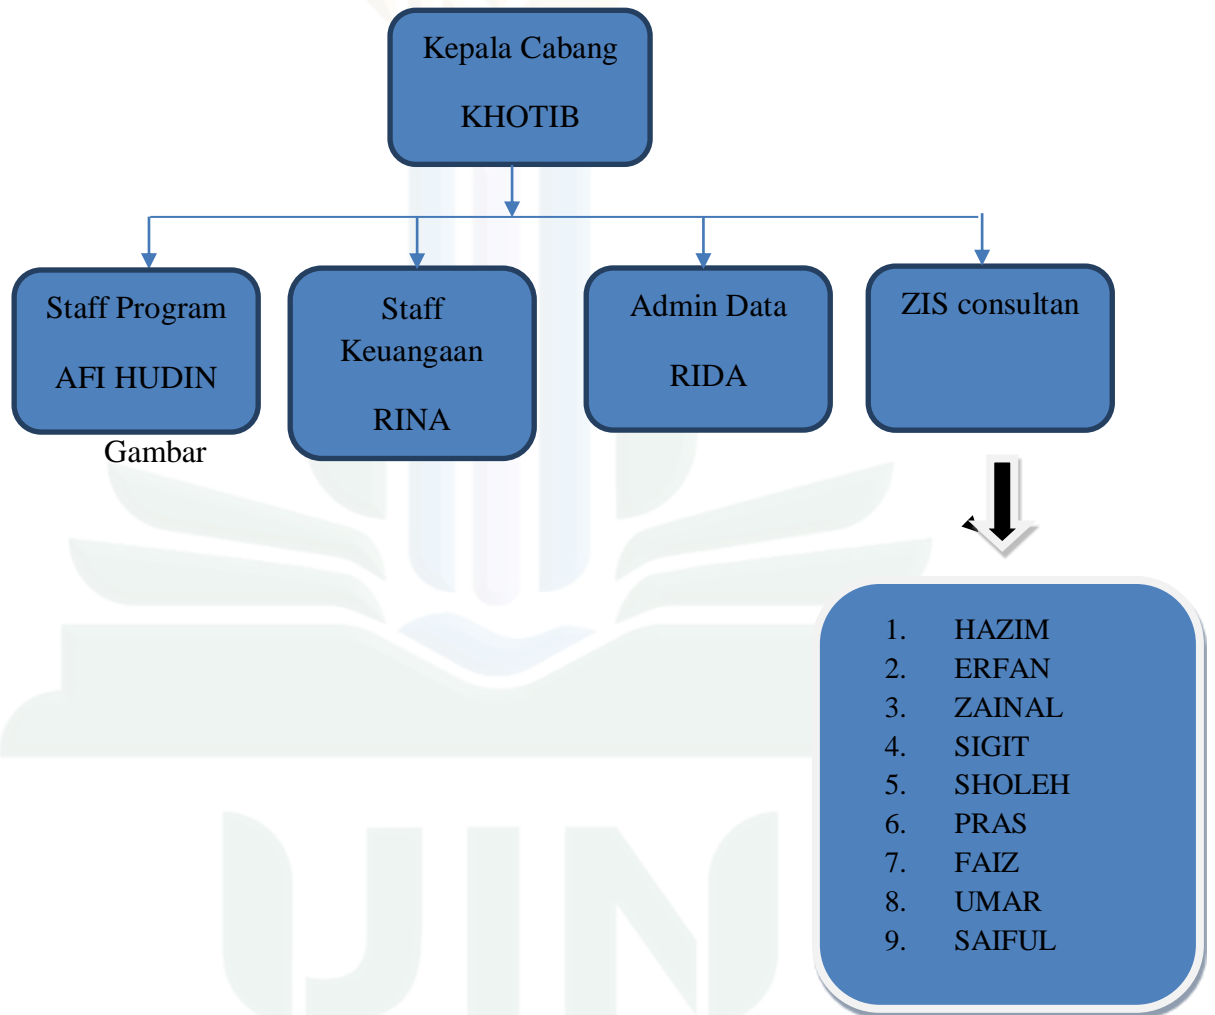 Kepala Cabang
KHOTIB
Staff Program
AFI HUDIN
Staff
Keuangaan
RINA
Admin Data
RIDA
ZIS consultan
Gambar
1. HAZIM
2. ERFAN
3. ZAINAL
4. SIGIT
5. SHOLEH
6. PRAS
7. FAIZ
8. UMAR
9. SAIFUL
UIN